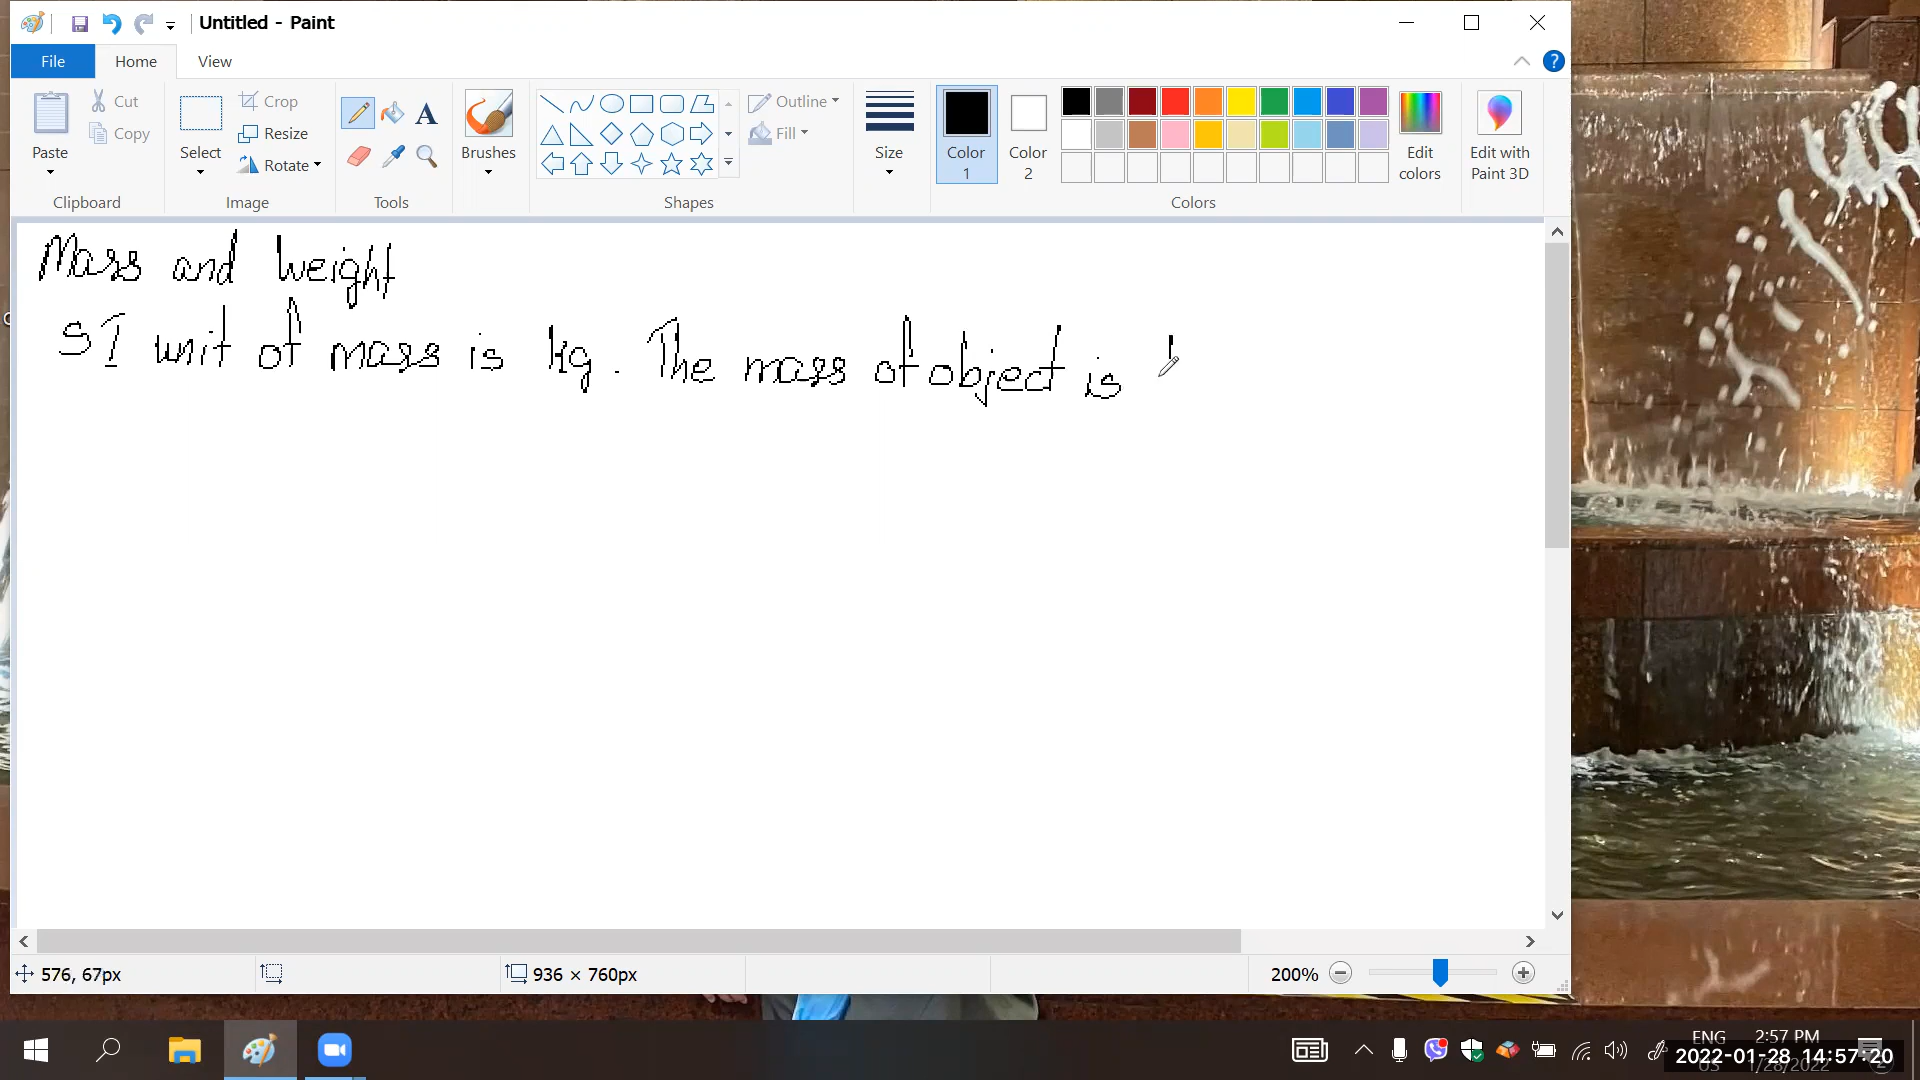 Untitled - Paint
File Home View
Paste
Cut
Copy
Clipboard
Select
Crop
Resize
Rotate
Image
Tools
Brushes
Shapes
Outline
Fill
Size
Color 1
Color 2
Edit colors
Colors
Edit with Paint 3D
Mass and Weight
SI unit of mass is kg. The mass of object is
576, 67px
936 × 760px
200%
ENG 2:57 PM
2022-01-28 14:57:20